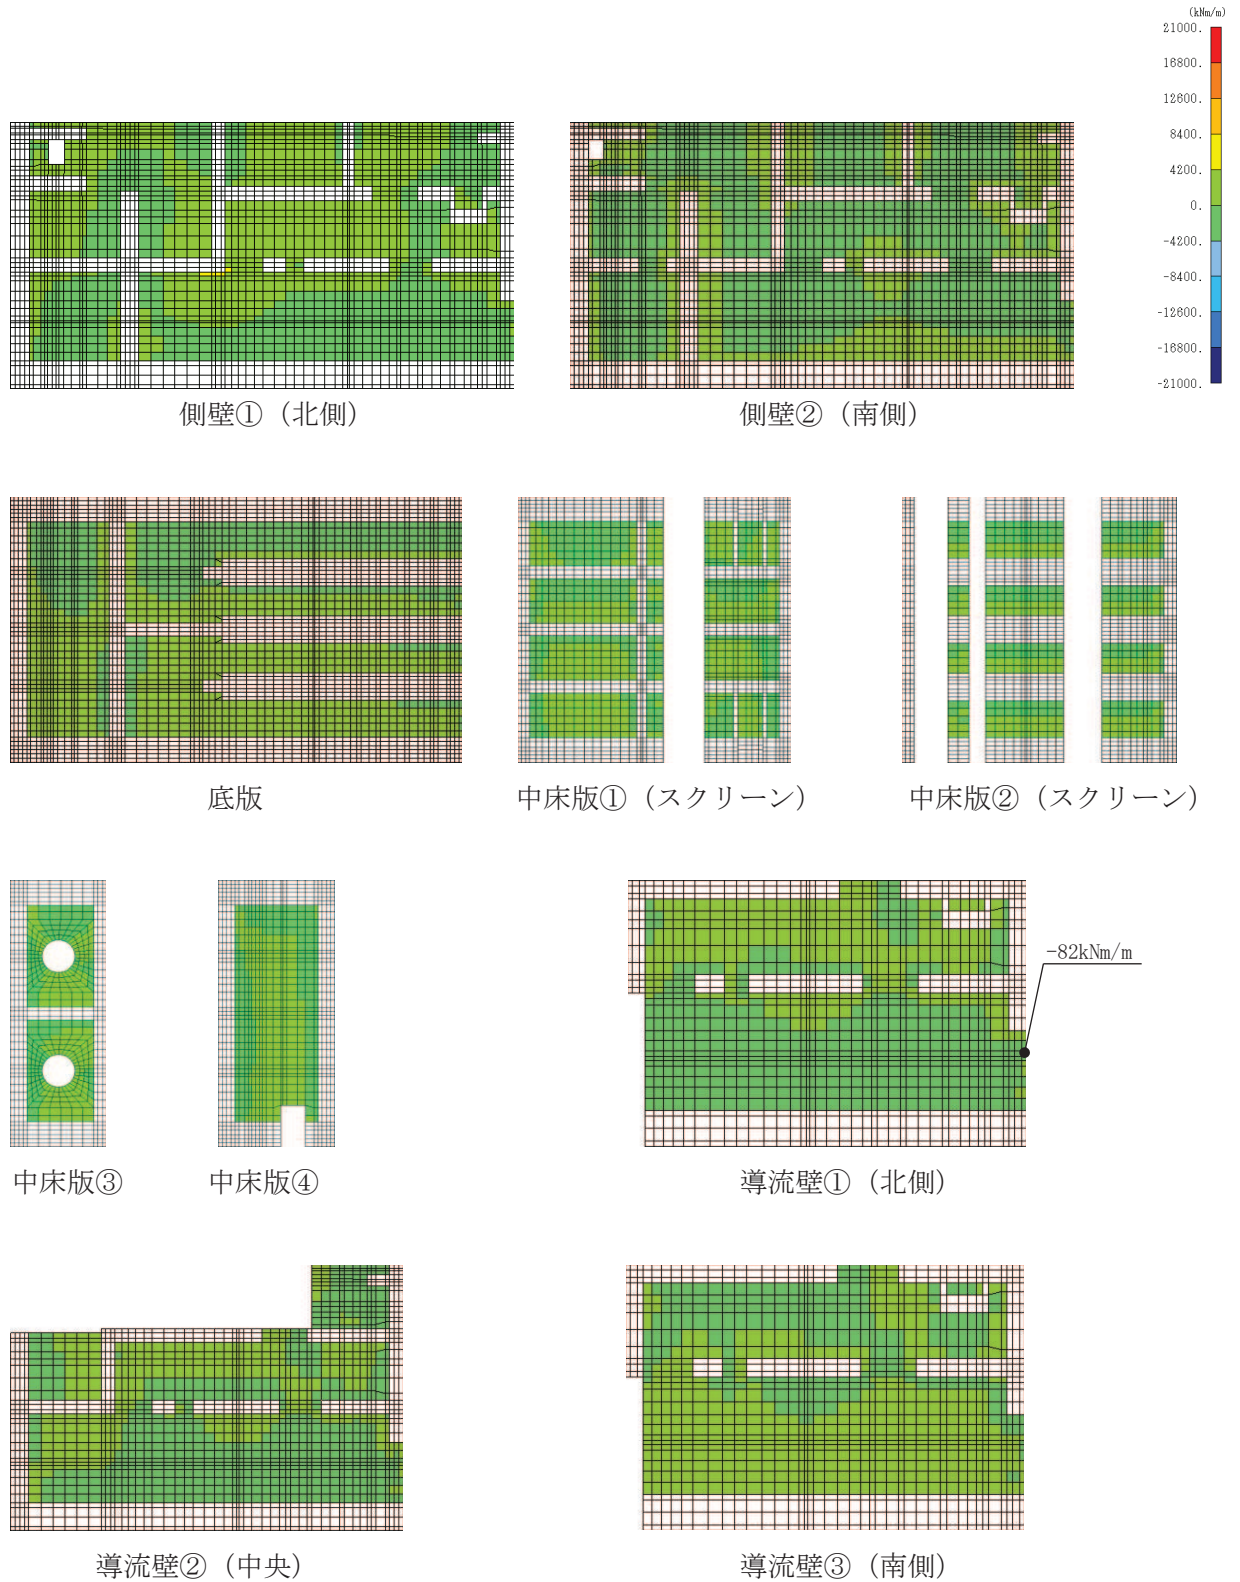 (kNm/m)
21000.
16800.
12600.
8400.
4200.
0.
-4200.
-8400.
-12600.
-16800.
-21000.
側壁①（北側）
側壁②（南側）
底版
中床版①（スクリーン）
中床版②（スクリーン）
-82kNm/m
中床版③
中床版④
導流壁①（北側）
導流壁②（中央）
導流壁③（南側）